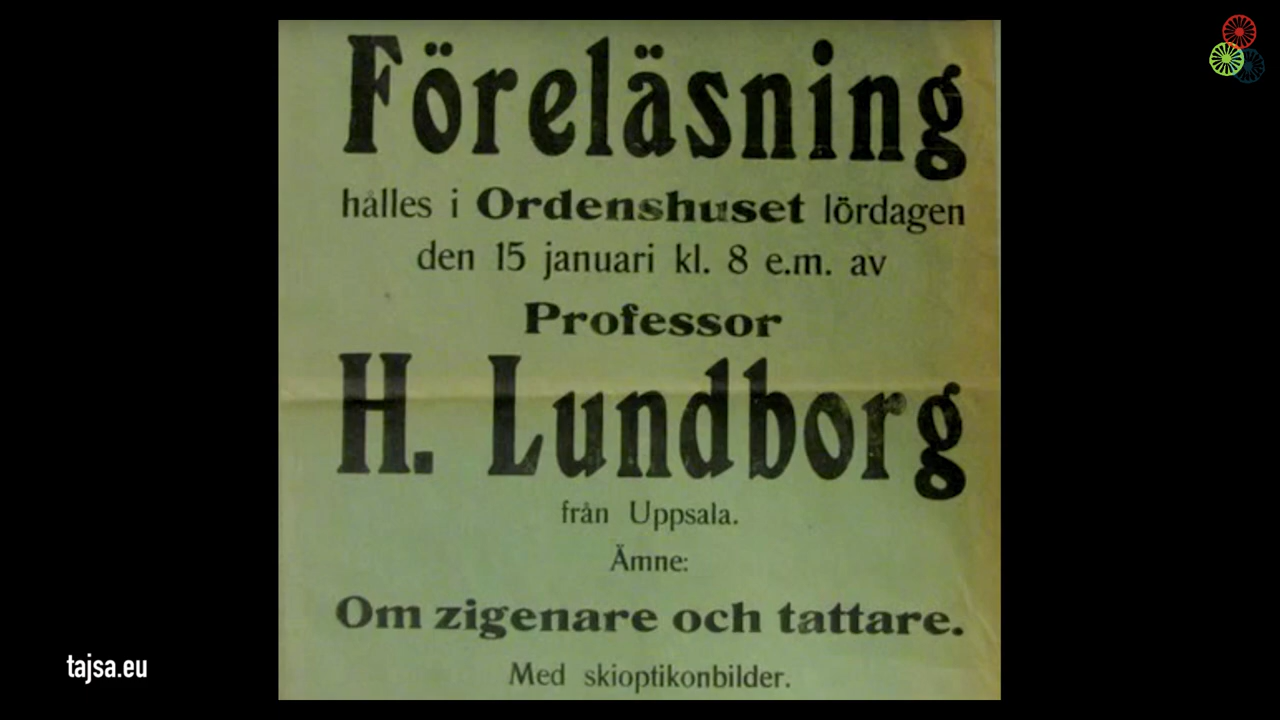 Föreläsning
hålles i Ordenshuset lördagen
den 15 januari kl. 8 e.m. av
Professor
H. Lundborg
från Uppsala.
Ämne:
Om zigenare och tattare.
Med skioptikonbilder.
tajsa.eu